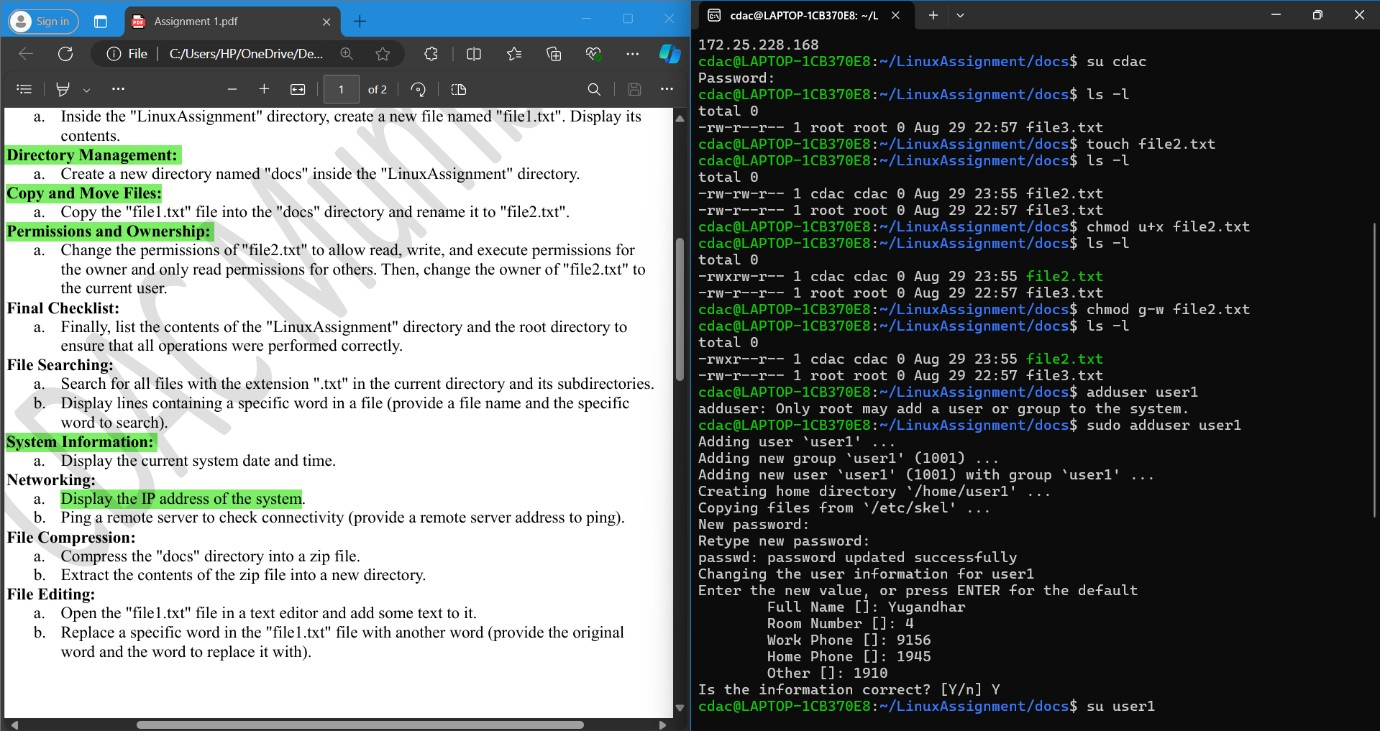 Sign in
Assignment 1.pdf
File
C:/Users/HP/OneDrive/De...
1 of 2
a. Inside the "LinuxAssignment" directory, create a new file named "file1.txt". Display its
contents.
Directory Management:
a. Create a new directory named "docs" inside the "LinuxAssignment" directory.
Copy and Move Files:
a. Copy the "file1.txt" file into the "docs" directory and rename it to "file2.txt".
Permissions and Ownership:
a. Change the permissions of "file2.txt" to allow read, write, and execute permissions for
the owner and only read permissions for others. Then, change the owner of "file2.txt" to
the current user.
Final Checklist:
a. Finally, list the contents of the "LinuxAssignment" directory and the root directory to
ensure that all operations were performed correctly.
File Searching:
a. Search for all files with the extension ".txt" in the current directory and its subdirectories.
b. Display lines containing a specific word in a file (provide a file name and the specific
word to search).
System Information:
a. Display the current system date and time.
Networking:
a. Display the IP address of the system.
b. Ping a remote server to check connectivity (provide a remote server address to ping).
File Compression:
a. Compress the "docs" directory into a zip file.
b. Extract the contents of the zip file into a new directory.
File Editing:
a. Open the "file1.txt" file in a text editor and add some text to it.
b. Replace a specific word in the "file1.txt" file with another word (provide the original
word and the word to replace it with).
cdac@LAPTOP-1CB370E8: ~/L
172.25.228.168
cdac@LAPTOP-1CB370E8:~/LinuxAssignment/docs$ su cdac
Password:
cdac@LAPTOP-1CB370E8:~/LinuxAssignment/docs$ ls -l
total 0
-rw-r--r-- 1 root root 0 Aug 29 22:57 file3.txt
cdac@LAPTOP-1CB370E8:~/LinuxAssignment/docs$ touch file2.txt
cdac@LAPTOP-1CB370E8:~/LinuxAssignment/docs$ ls -l
total 0
-rw-rw-r-- 1 cdac cdac 0 Aug 29 23:55 file2.txt
-rw-r--r-- 1 root root 0 Aug 29 22:57 file3.txt
cdac@LAPTOP-1CB370E8:~/LinuxAssignment/docs$ chmod u+x file2.txt
cdac@LAPTOP-1CB370E8:~/LinuxAssignment/docs$ ls -l
total 0
-rwxrw-r-- 1 cdac cdac 0 Aug 29 23:55 file2.txt
-rw-r--r-- 1 root root 0 Aug 29 22:57 file3.txt
cdac@LAPTOP-1CB370E8:~/LinuxAssignment/docs$ chmod g-w file2.txt
cdac@LAPTOP-1CB370E8:~/LinuxAssignment/docs$ ls -l
total 0
-rwxr--r-- 1 cdac cdac 0 Aug 29 23:55 file2.txt
-rw-r--r-- 1 root root 0 Aug 29 22:57 file3.txt
cdac@LAPTOP-1CB370E8:~/LinuxAssignment/docs$ adduser user1
adduser: Only root may add a user or group to the system.
cdac@LAPTOP-1CB370E8:~/LinuxAssignment/docs$ sudo adduser user1
Adding user `user1' ...
Adding new group `user1' (1001) ...
Adding new user `user1' (1001) with group `user1' ...
Creating home directory `/home/user1' ...
Copying files from `/etc/skel' ...
New password:
Retype new password:
passwd: password updated successfully
Changing the user information for user1
Enter the new value, or press ENTER for the default
Full Name []: Yugandhar
Room Number []: 4
Work Phone []: 9156
Home Phone []: 1945
Other []: 1910
Is the information correct? [Y/n] Y
cdac@LAPTOP-1CB370E8:~/LinuxAssignment/docs$ su user1